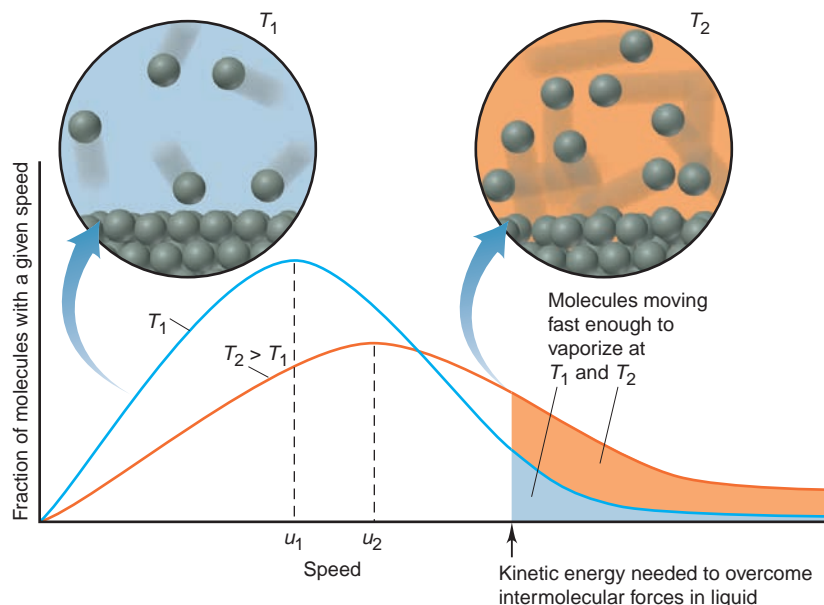 T1
T2
Molecules moving
fast enough to
vaporize at
T1 and T2
T1
T2 > T1
Fraction of molecules with a given speed
u1
u2
Speed
Kinetic energy needed to overcome
intermolecular forces in liquid